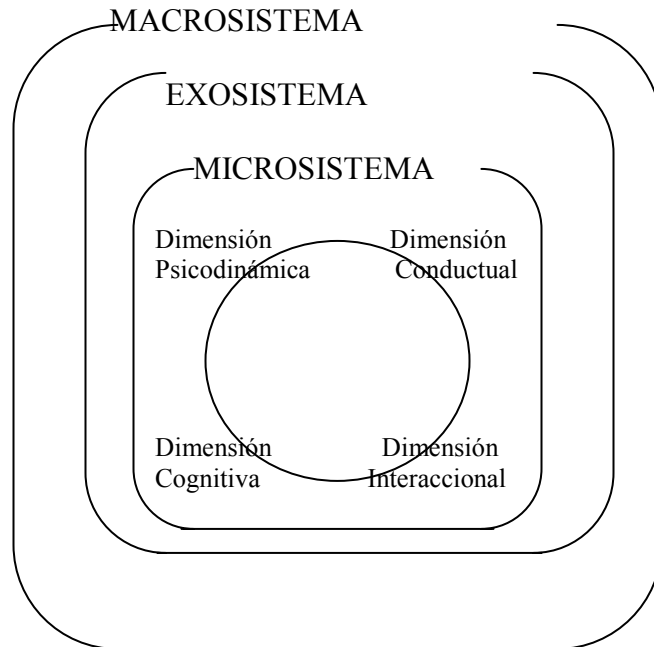 MACROSISTEMA
EXOSISTEMA
MICROSISTEMA
Dimensión Dimensión
Psicodinámica Conductual
Dimensión Dimensión
Cognitiva Interaccional